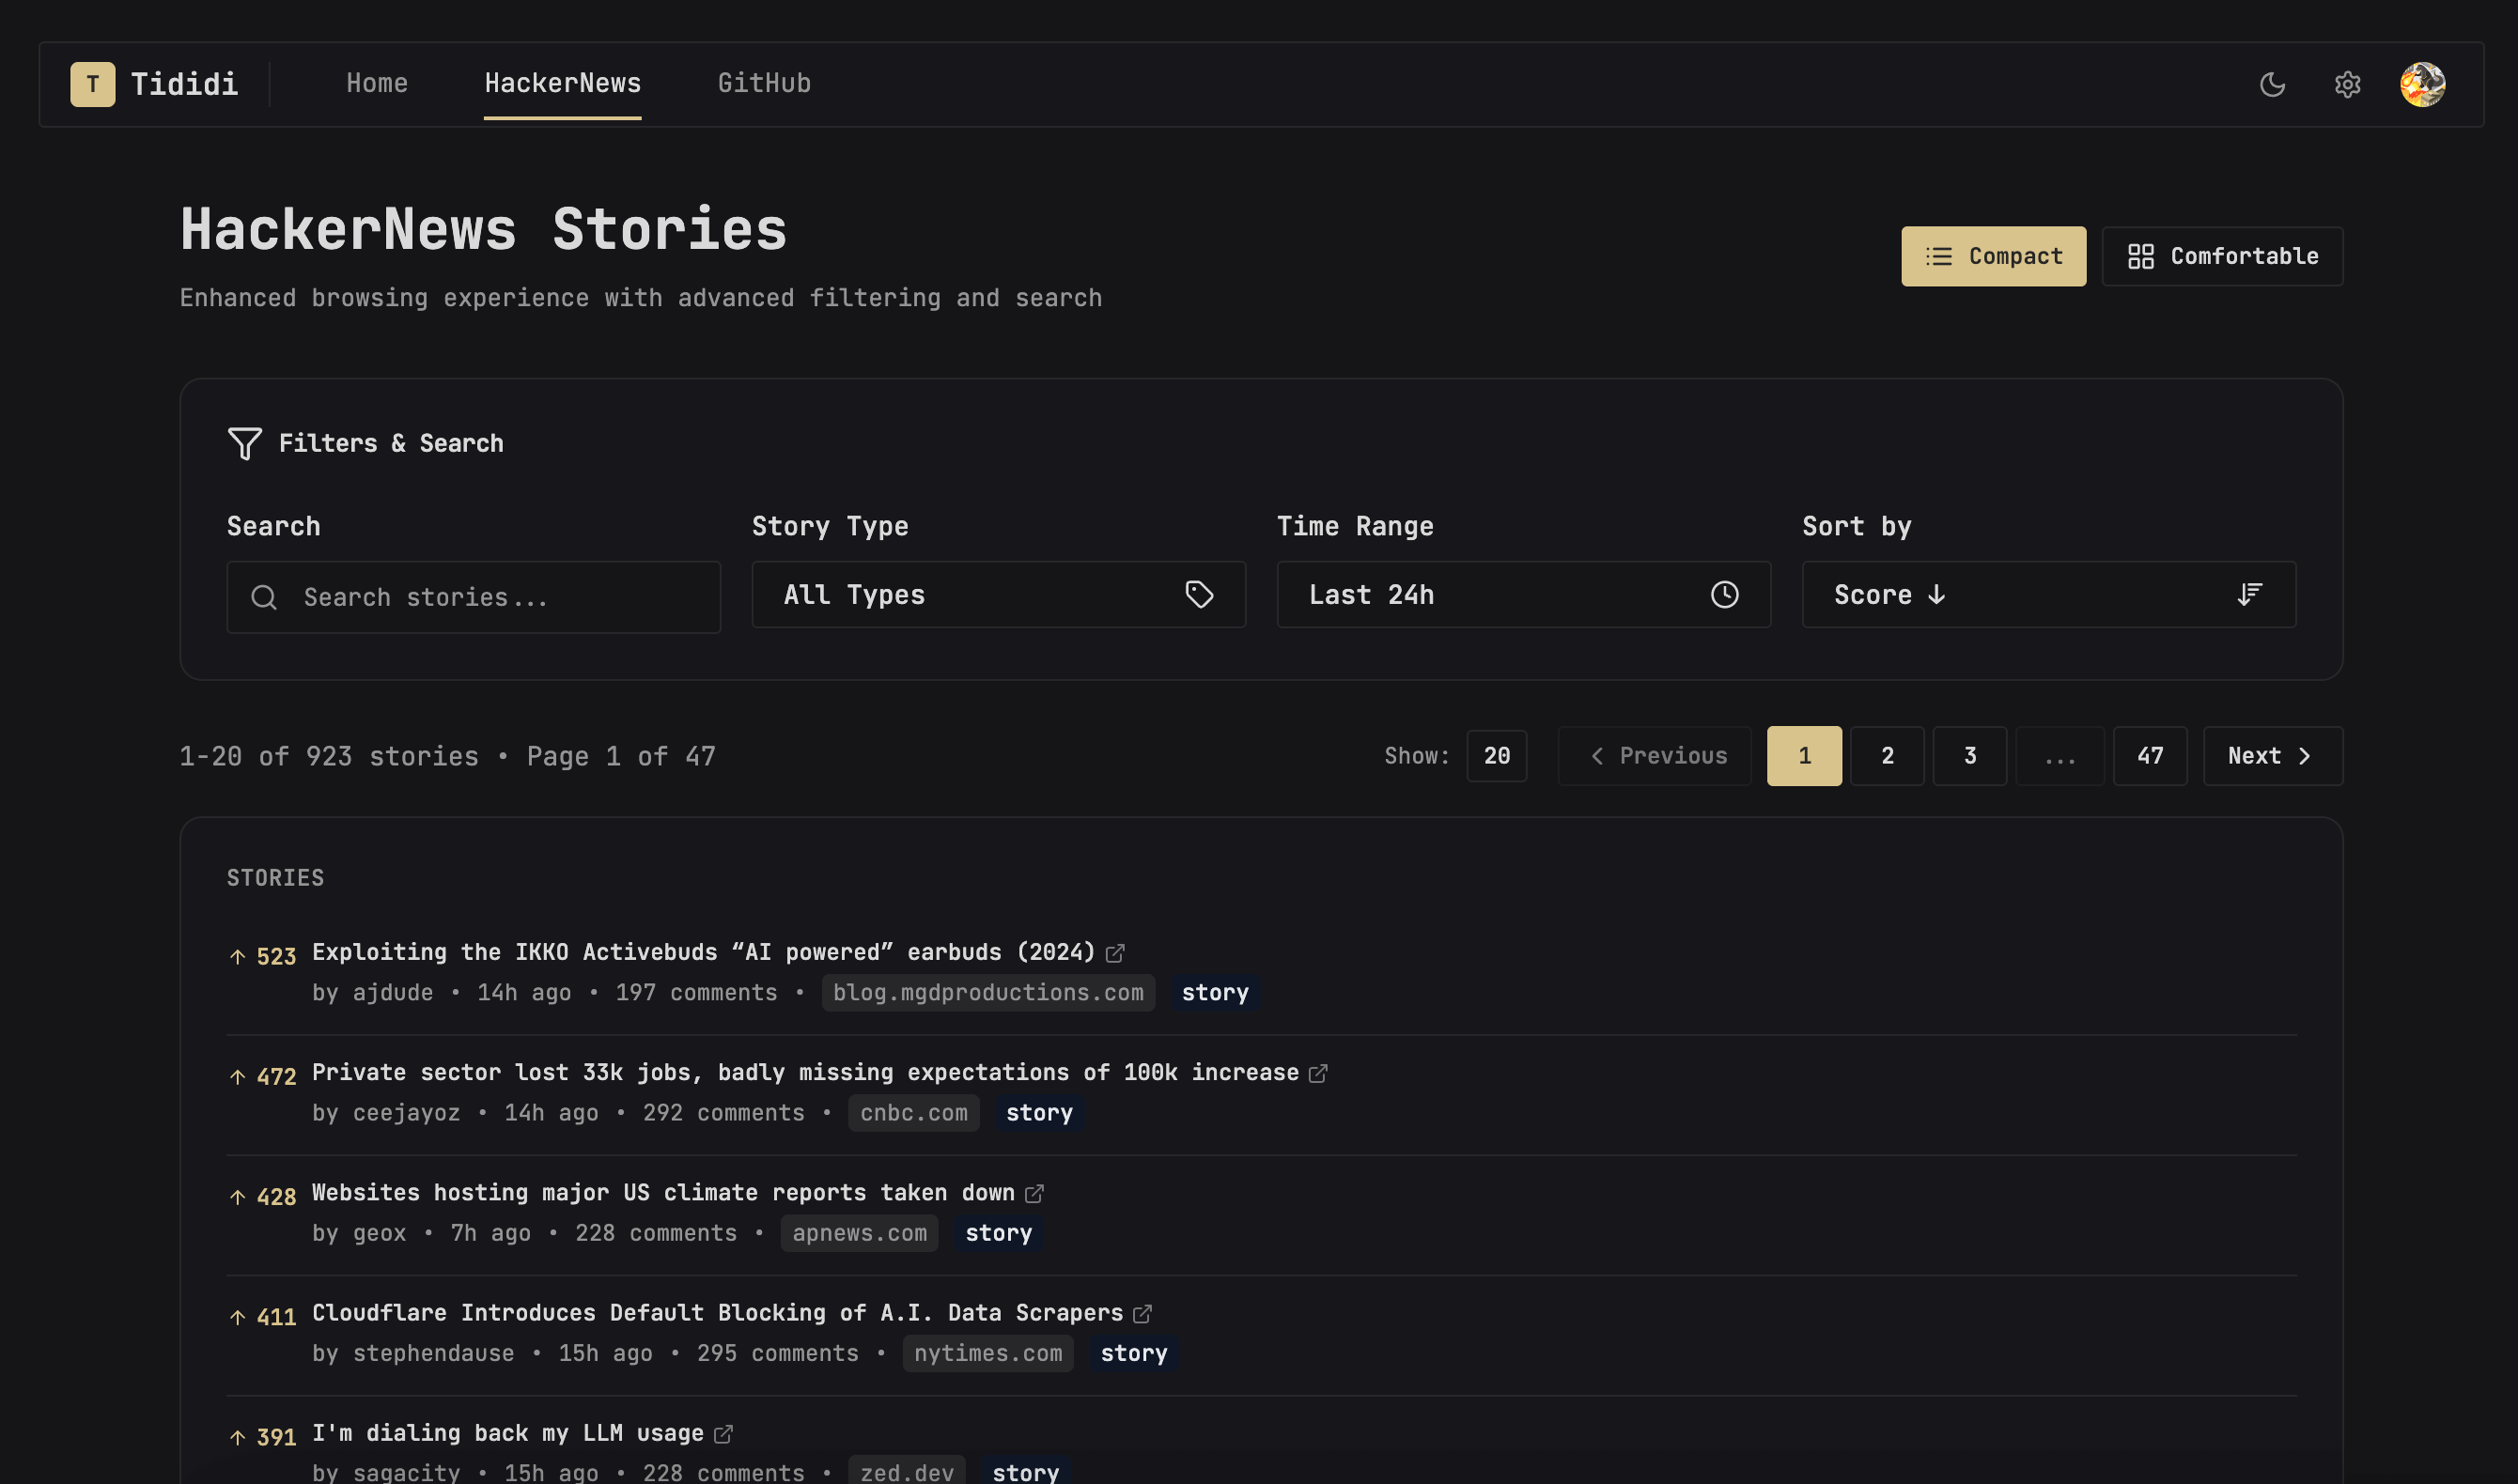 T Tididi Home HackerNews GitHub
HackerNews Stories
Compact Comfortable
Enhanced browsing experience with advanced filtering and search
Filters & Search
Search Story Type Time Range Sort by
Search stories... All Types Last 24h Score ↓
1-20 of 923 stories • Page 1 of 47 Show: 20 Previous 1 2 3 ... 47 Next
STORIES
↑ 523 Exploiting the IKKO Activebuds “AI powered” earbuds (2024)
by ajdude • 14h ago • 197 comments • blog.mgdproductions.com story
↑ 472 Private sector lost 33k jobs, badly missing expectations of 100k increase
by ceejayoz • 14h ago • 292 comments • cnbc.com story
↑ 428 Websites hosting major US climate reports taken down
by geox • 7h ago • 228 comments • apnews.com story
↑ 411 Cloudflare Introduces Default Blocking of A.I. Data Scrapers
by stephendause • 15h ago • 295 comments • nytimes.com story
↑ 391 I'm dialing back my LLM usage
by sagacity • 15h ago • 228 comments • zed.dev story